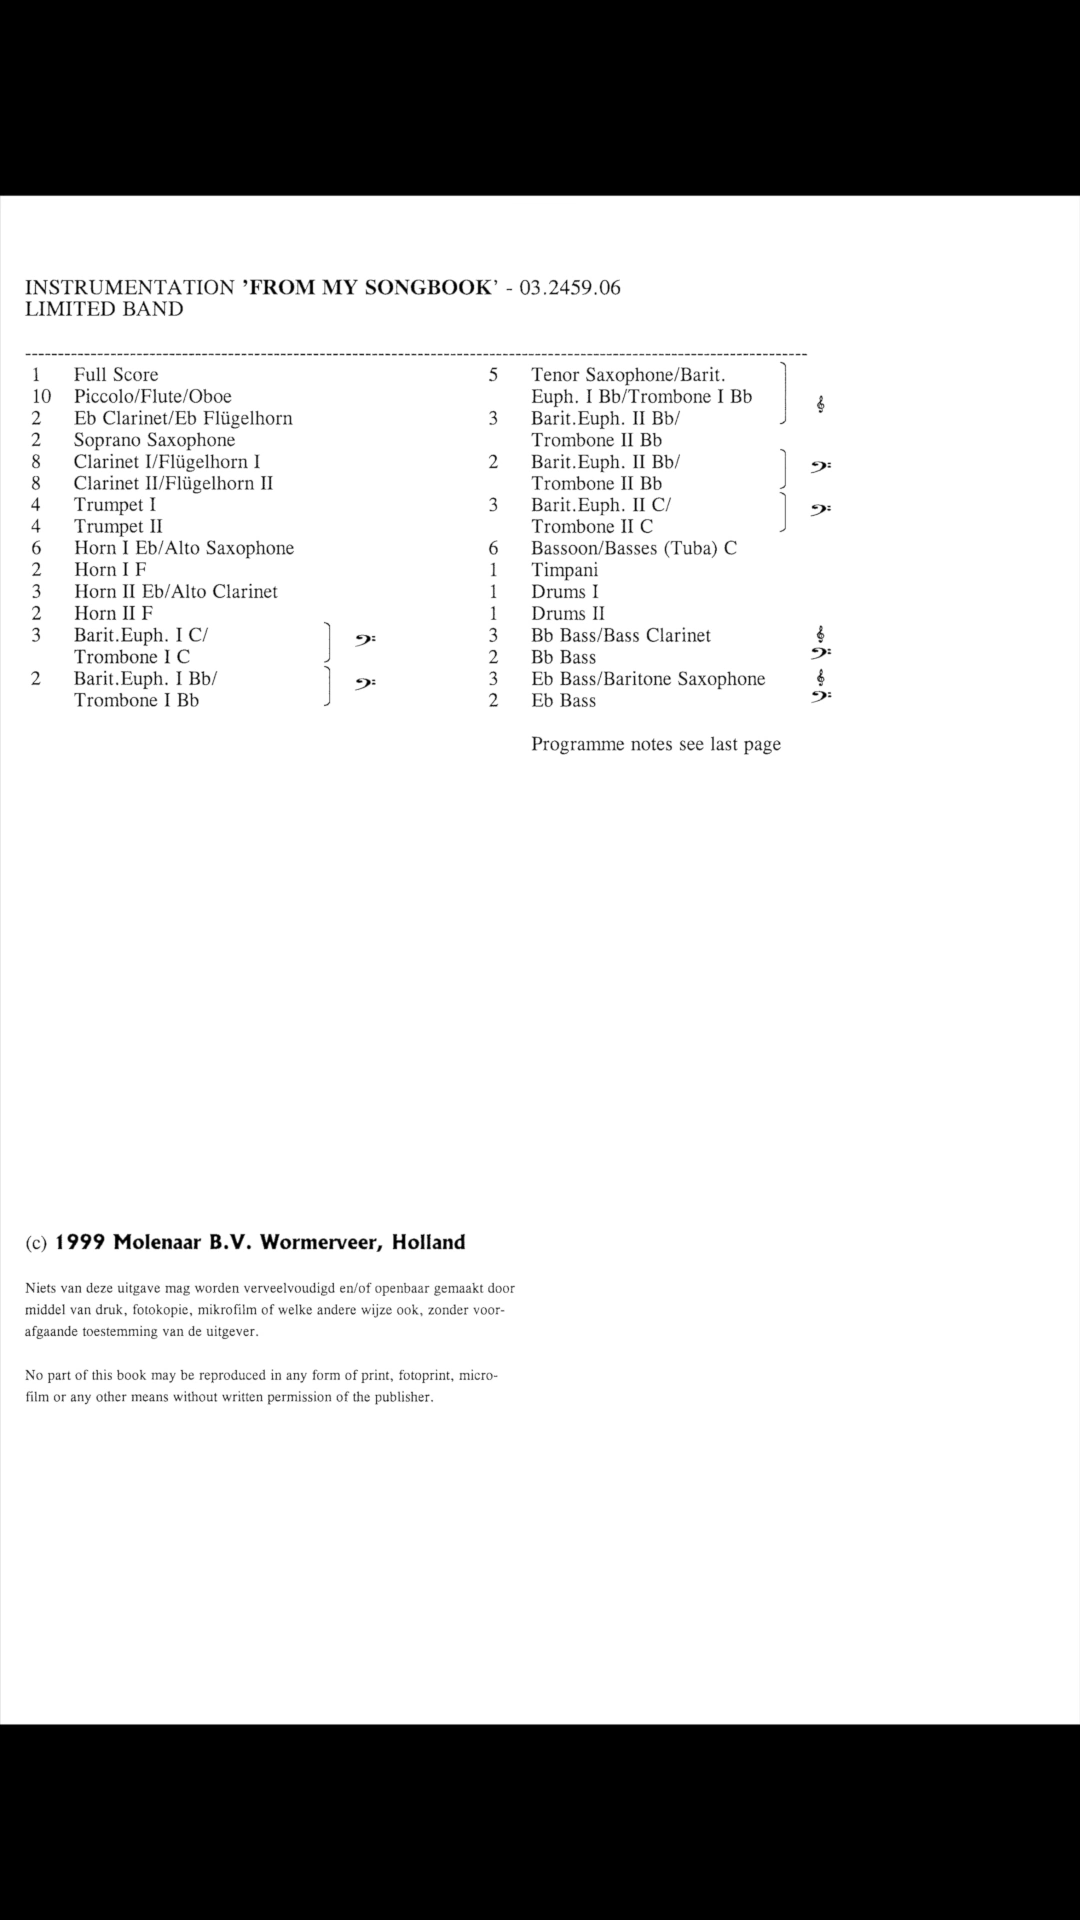 INSTRUMENTATION 'FROM MY SONGBOOK' - 03.2459.06
LIMITED BAND
1 Full Score
10 Piccolo/Flute/Oboe
2 Eb Clarinet/Eb Flügelhorn
2 Soprano Saxophone
8 Clarinet I/Flügelhorn I
8 Clarinet II/Flügelhorn II
4 Trumpet I
4 Trumpet II
6 Horn I Eb/Alto Saxophone
2 Horn I F
3 Horn II Eb/Alto Clarinet
2 Horn II F
3 Barit.Euph. I C/
Trombone I C
2 Barit.Euph. I Bb/
Trombone I Bb
5 Tenor Saxophone/Barit.
Euph. I Bb/Trombone I Bb
3 Barit.Euph. II Bb/
Trombone II Bb
2 Barit.Euph. II Bb/
Trombone II Bb
3 Barit.Euph. II C/
Trombone II C
6 Bassoon/Basses (Tuba) C
1 Timpani
1 Drums I
1 Drums II
3 Bb Bass/Bass Clarinet
2 Bb Bass
3 Eb Bass/Baritone Saxophone
2 Eb Bass
Programme notes see last page
(c) 1999 Molenaar B.V. Wormerveer, Holland
Niets van deze uitgave mag worden verveelvoudigd en/of openbaar gemaakt door
middel van druk, fotokopie, mikrofilm of welke andere wijze ook, zonder voor-
afgaande toestemming van de uitgever.
No part of this book may be reproduced in any form of print, fotoprint, micro-
film or any other means without written permission of the publisher.